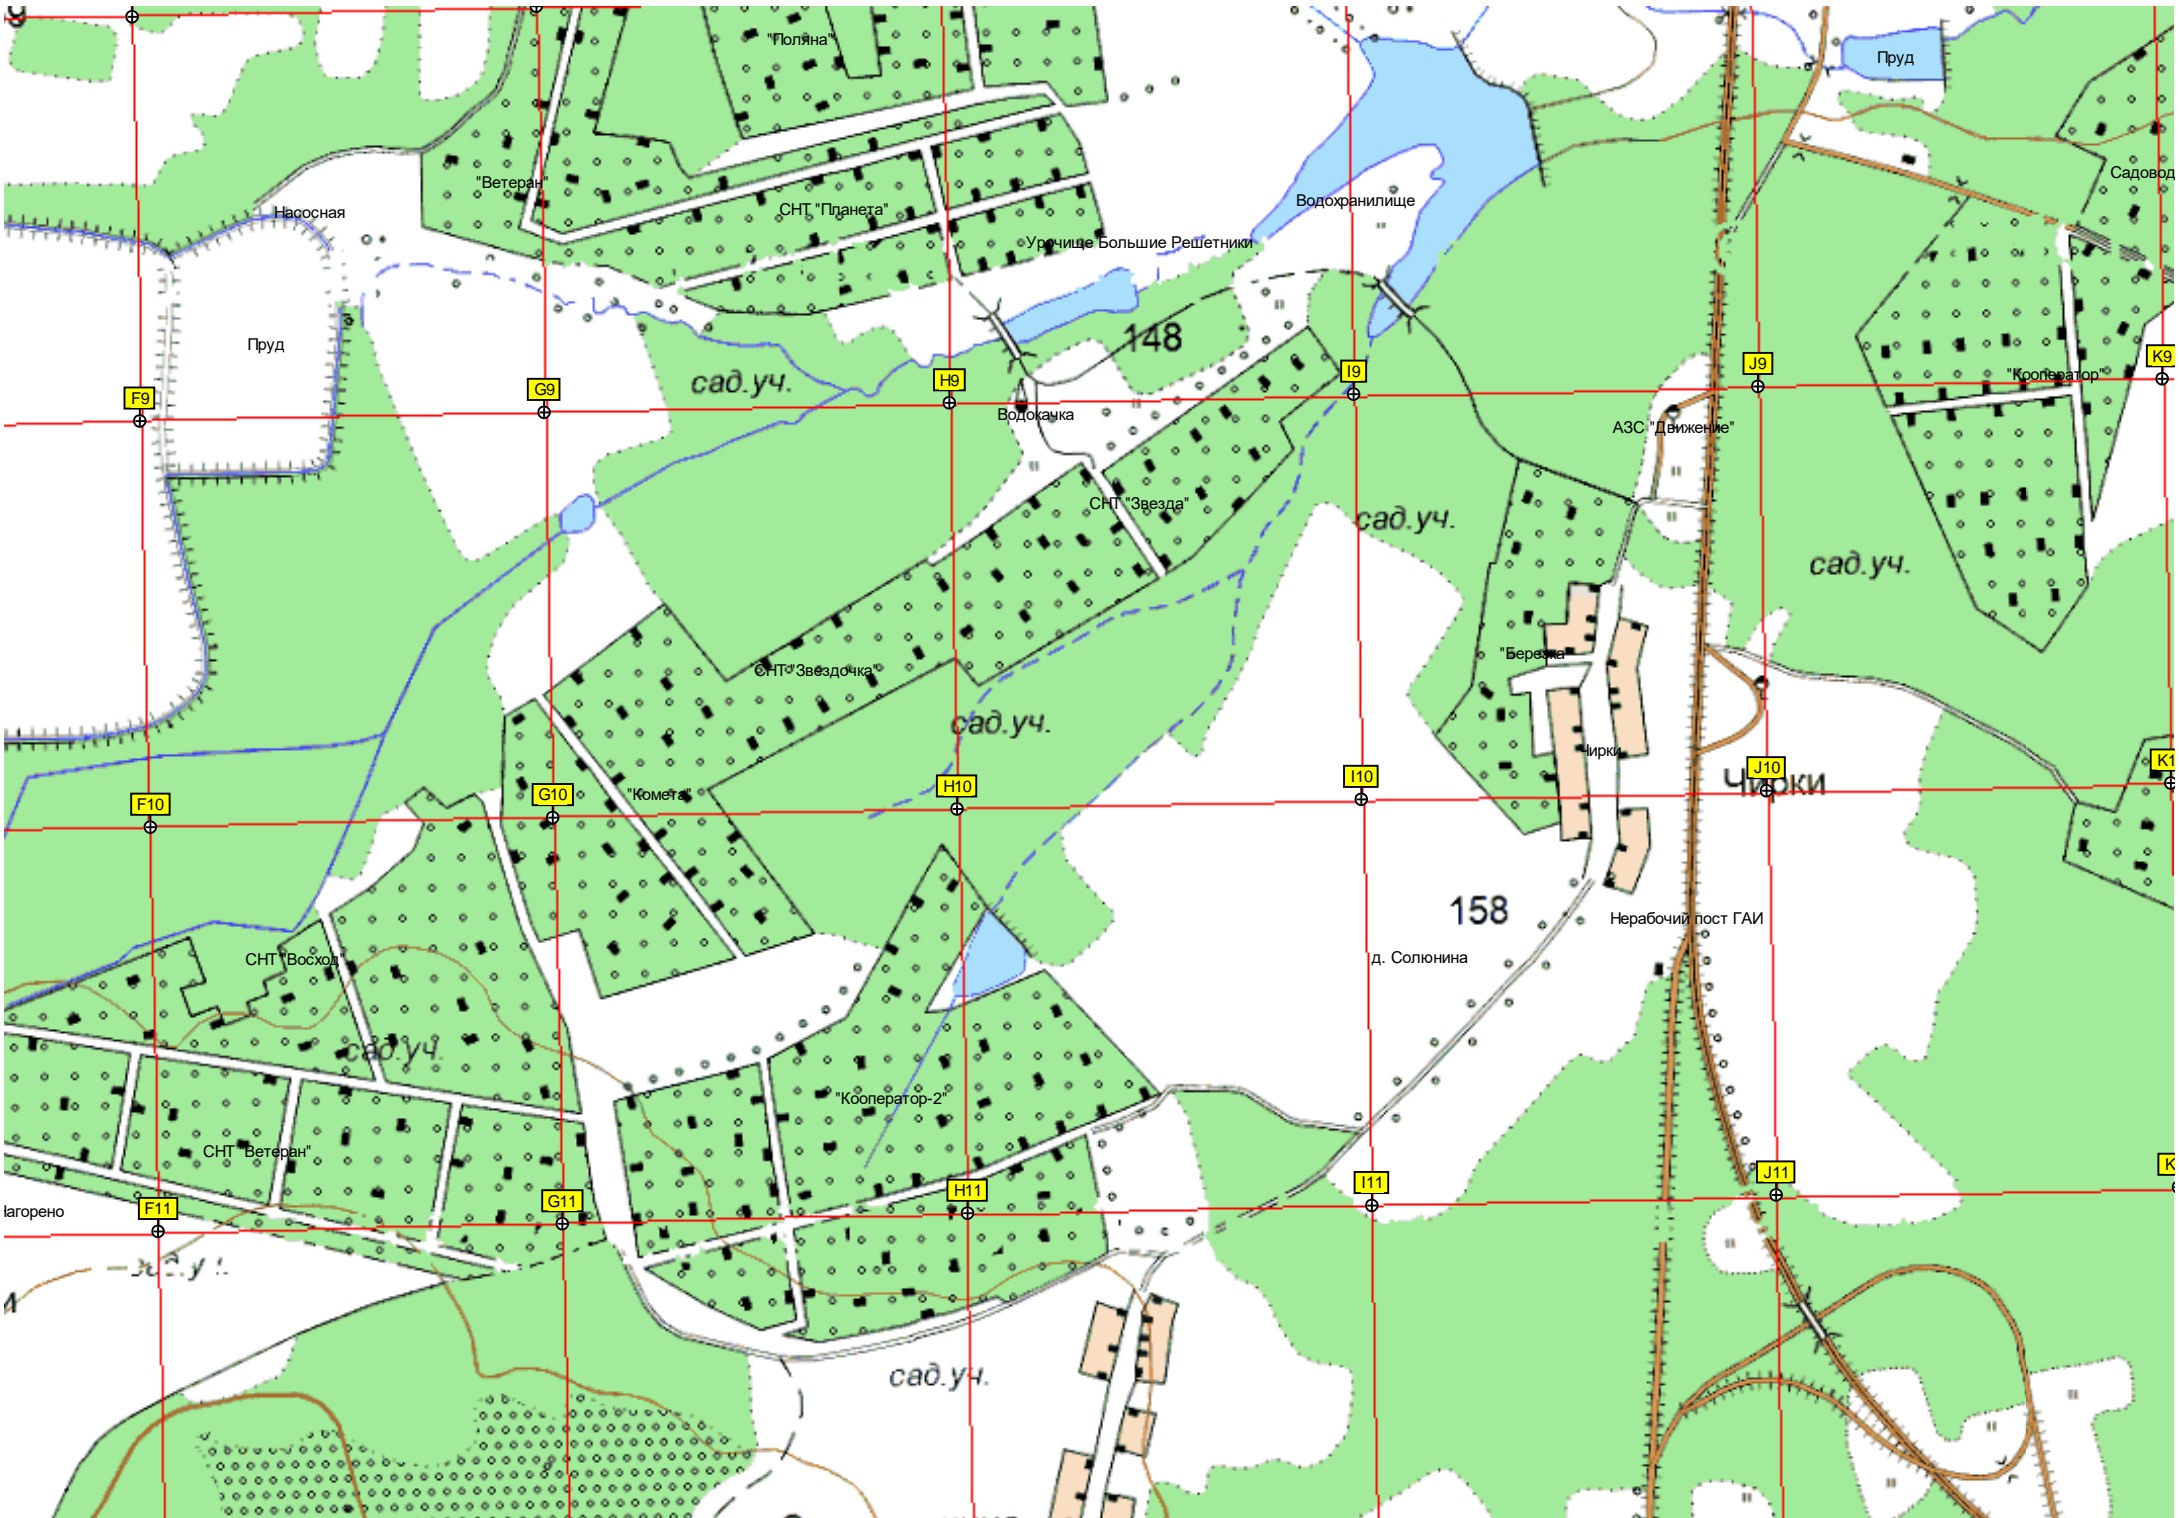 "Поляна"
Пруд
"Ветеран"
СНТ "Планета"
Водохранилище
Садовод
Насосная
Урочище Большие Решетники
Пруд
148
сад.уч.
F9
G9
H9
I9
J9
K9
"Кооператор"
Водокачка
АЗС "Движение"
СНТ "Звезда"
сад.уч.
сад.уч.
"Березка"
СНТ "Звездочка"
сад.уч.
Чирки
Чирки
F10
G10
H10
I10
J10
K1
"Комета"
158
Нерабочий пост ГАИ
д. Солюнина
СНТ "Восход"
сад.уч.
"Кооператор-2"
СНТ "Ветеран"
F11
G11
H11
I11
J11
K
агорено
сад.уч.